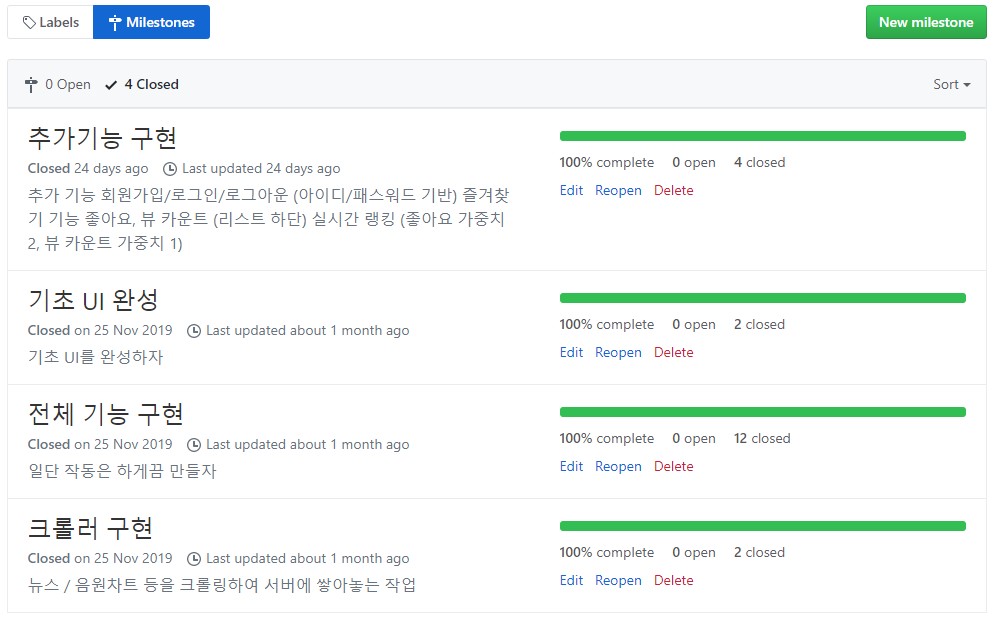 Labels Milestones New milestone
0 Open 4 Closed Sort
추가기능 구현
Closed 24 days ago Last updated 24 days ago
추가 기능 회원가입/로그인/로그아운 (아이디/패스워드 기반) 즐겨찾
기 기능 좋아요, 뷰 카운트 (리스트 하단) 실시간 랭킹 (좋아요 가중치
2, 뷰 카운트 가중치 1)
100% complete 0 open 4 closed
Edit Reopen Delete
기초 UI 완성
Closed on 25 Nov 2019 Last updated about 1 month ago
기초 UI를 완성하자
100% complete 0 open 2 closed
Edit Reopen Delete
전체 기능 구현
Closed on 25 Nov 2019 Last updated about 1 month ago
일단 작동은 하게끔 만들자
100% complete 0 open 12 closed
Edit Reopen Delete
크롤러 구현
Closed on 25 Nov 2019 Last updated about 1 month ago
뉴스 / 음원차트 등을 크롤링하여 서버에 쌓아놓는 작업
100% complete 0 open 2 closed
Edit Reopen Delete